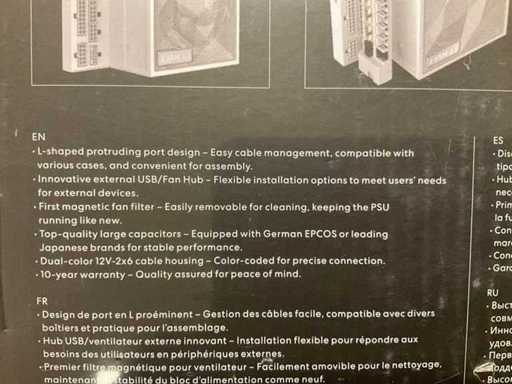 EN
• L-shaped protruding port design – Easy cable management, compatible with
various cases, and convenient for assembly.
• Innovative external USB/Fan Hub – Flexible installation options to meet users' needs
for external devices.
• First magnetic fan filter – Easily removable for cleaning, keeping the PSU
running like new.
• Top-quality large capacitors – Equipped with German EPCOS or leading
Japanese brands for stable performance.
• Dual-color 12V-2x6 cable housing – Color-coded for precise connection.
• 10-year warranty – Quality assured for peace of mind.
FR
• Design de port en L proéminent – Gestion des câbles facile, compatible avec divers
boîtiers et pratique pour l'assemblage.
• Hub USB/ventilateur externe innovant – Installation flexible pour répondre aux
besoins des utilisateurs en périphériques externes.
• Premier filtre magnétique pour ventilateur – Facilement amovible pour le nettoyage,
du bloc d'alimentation comme neuf.
ES
RU